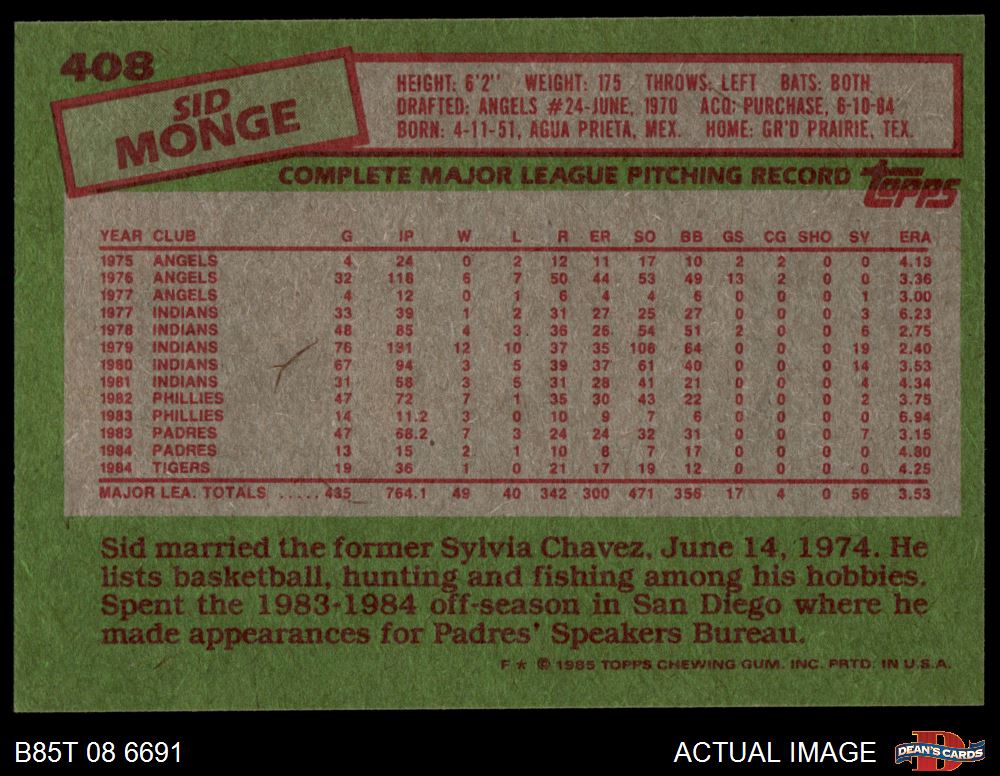 408
SID
MONGE
HEIGHT: 6'2" WEIGHT: 175 THROWS: LEFT BATS: BOTH
DRAFTED: ANGELS #24-JUNE, 1970 ACQ: PURCHASE, 6-10-84
BORN: 4-11-51, AGUA PRIETA, MEX. HOME: GR'D PRAIRIE, TEX.
COMPLETE MAJOR LEAGUE PITCHING RECORD topps
YEAR CLUB G IP W L R ER SO BB GS CG SHO SV ERA
1975 ANGELS 4 24 0 2 12 11 17 10 2 2 0 0 4.13
1976 ANGELS 32 118 6 7 50 44 53 49 13 2 0 0 3.36
1977 ANGELS 4 12 0 1 6 4 4 6 0 0 0 1 3.00
1977 INDIANS 33 39 1 2 31 27 25 27 0 0 0 3 6.23
1978 INDIANS 48 85 4 3 36 26 54 51 2 0 0 6 2.75
1979 INDIANS 76 131 12 10 37 35 108 64 0 0 0 19 2.40
1980 INDIANS 67 94 3 5 39 37 61 40 0 0 0 14 3.53
1981 INDIANS 31 58 3 5 31 28 41 21 0 0 0 4 4.34
1982 PHILLIES 47 72 7 1 35 30 43 22 0 0 0 2 3.75
1983 PHILLIES 14 11.2 3 0 10 9 7 6 0 0 0 0 6.94
1983 PADRES 47 68.2 7 3 24 24 32 31 0 0 0 7 3.15
1984 PADRES 13 15 2 1 10 8 7 17 0 0 0 0 4.80
1984 TIGERS 19 36 1 0 21 17 19 12 0 0 0 0 4.25
MAJOR LEA. TOTALS ..... 435 764.1 49 40 342 300 471 356 17 4 0 56 3.53
Sid married the former Sylvia Chavez, June 14, 1974. He
lists basketball, hunting and fishing among his hobbies.
Spent the 1983-1984 off-season in San Diego where he
made appearances for Padres' Speakers Bureau.
F * © 1985 TOPPS CHEWING GUM, INC. PRTD. IN U.S.A.
B85T 08 6691 ACTUAL IMAGE DEAN'S CARDS